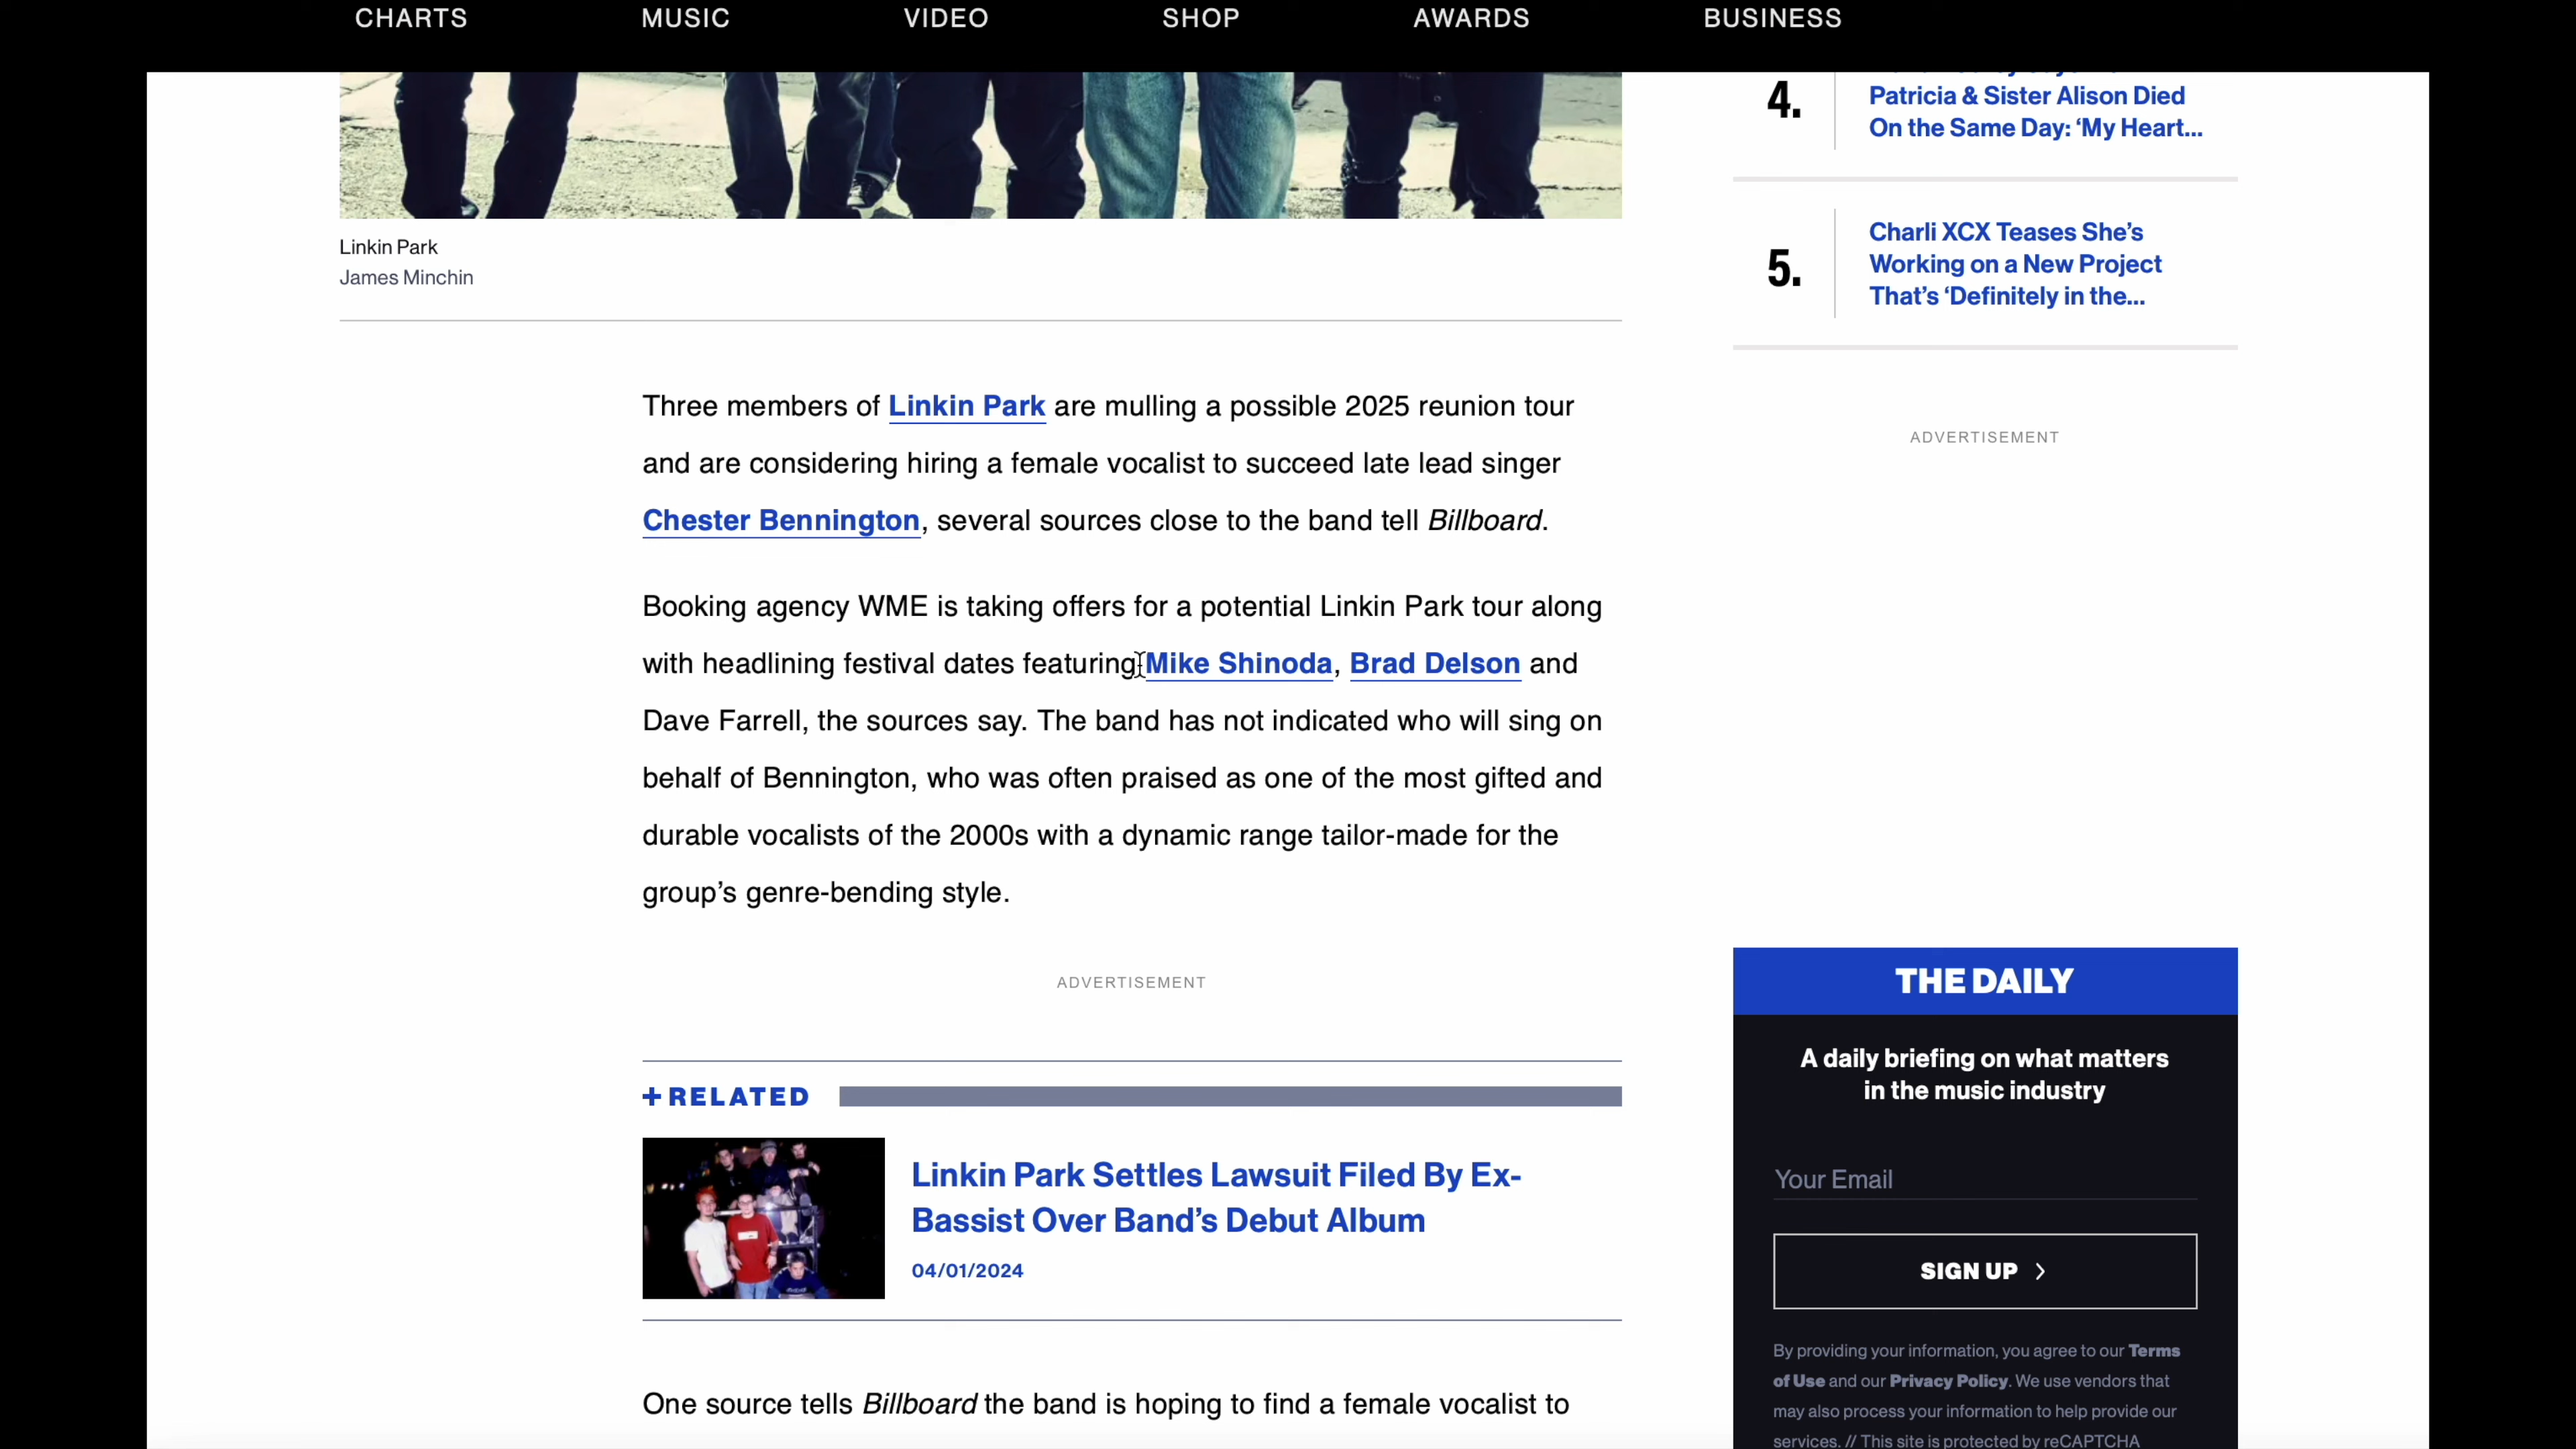 CHARTS MUSIC VIDEO SHOP AWARDS BUSINESS
Linkin Park
James Minchin
Three members of Linkin Park are mulling a possible 2025 reunion tour
and are considering hiring a female vocalist to succeed late lead singer
Chester Bennington, several sources close to the band tell Billboard.
Booking agency WME is taking offers for a potential Linkin Park tour along
with headlining festival dates featuring Mike Shinoda, Brad Delson and
Dave Farrell, the sources say. The band has not indicated who will sing on
behalf of Bennington, who was often praised as one of the most gifted and
durable vocalists of the 2000s with a dynamic range tailor-made for the
group’s genre-bending style.
ADVERTISEMENT
+RELATED
Linkin Park Settles Lawsuit Filed By Ex-
Bassist Over Band’s Debut Album
04/01/2024
One source tells Billboard the band is hoping to find a female vocalist to
4.
Patricia & Sister Alison Died
On the Same Day: ‘My Heart...
5.
Charli XCX Teases She’s
Working on a New Project
That’s ‘Definitely in the...
ADVERTISEMENT
THE DAILY
A daily briefing on what matters
in the music industry
Your Email
SIGN UP >
By providing your information, you agree to our Terms
of Use and our Privacy Policy. We use vendors that
may also process your information to help provide our
services. // This site is protected by reCAPTCHA